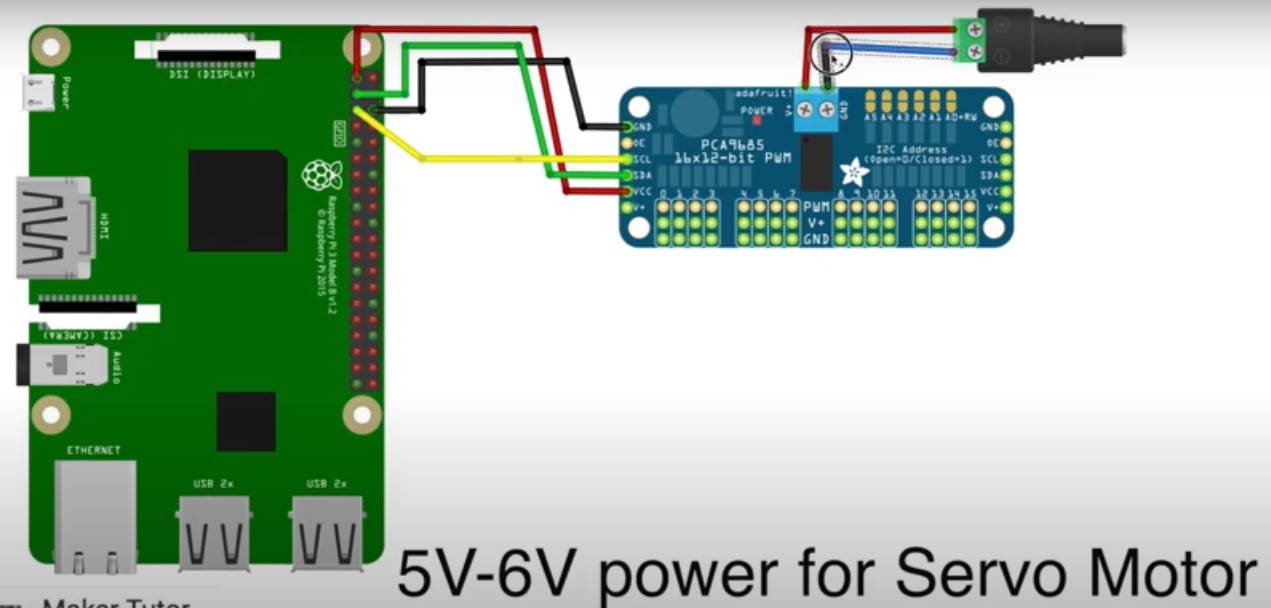 DSI (DISPLAY)
Power
GPIO
HDMI
Raspberry Pi 3 Model B v1.2
© Raspberry Pi 2015
CSI (CAMERA)
Audio
ETHERNET
USB 2x
USB 2x
adafruit!
V+
GND
POWER
A5 A4 A3 A2 A1 A0
PCA9685
16x12-bit PWM
I2C Address
(Open=0/Closed=1)
GND
OE
SCL
SDA
VCC
V+
GND
OE
SCL
SDA
VCC
V+
0 1 2 3 4 5 6 7 8 9 10 11 12 13 14 15
PWM
V+
GND
5V-6V power for Servo Motor
Maker Tutor